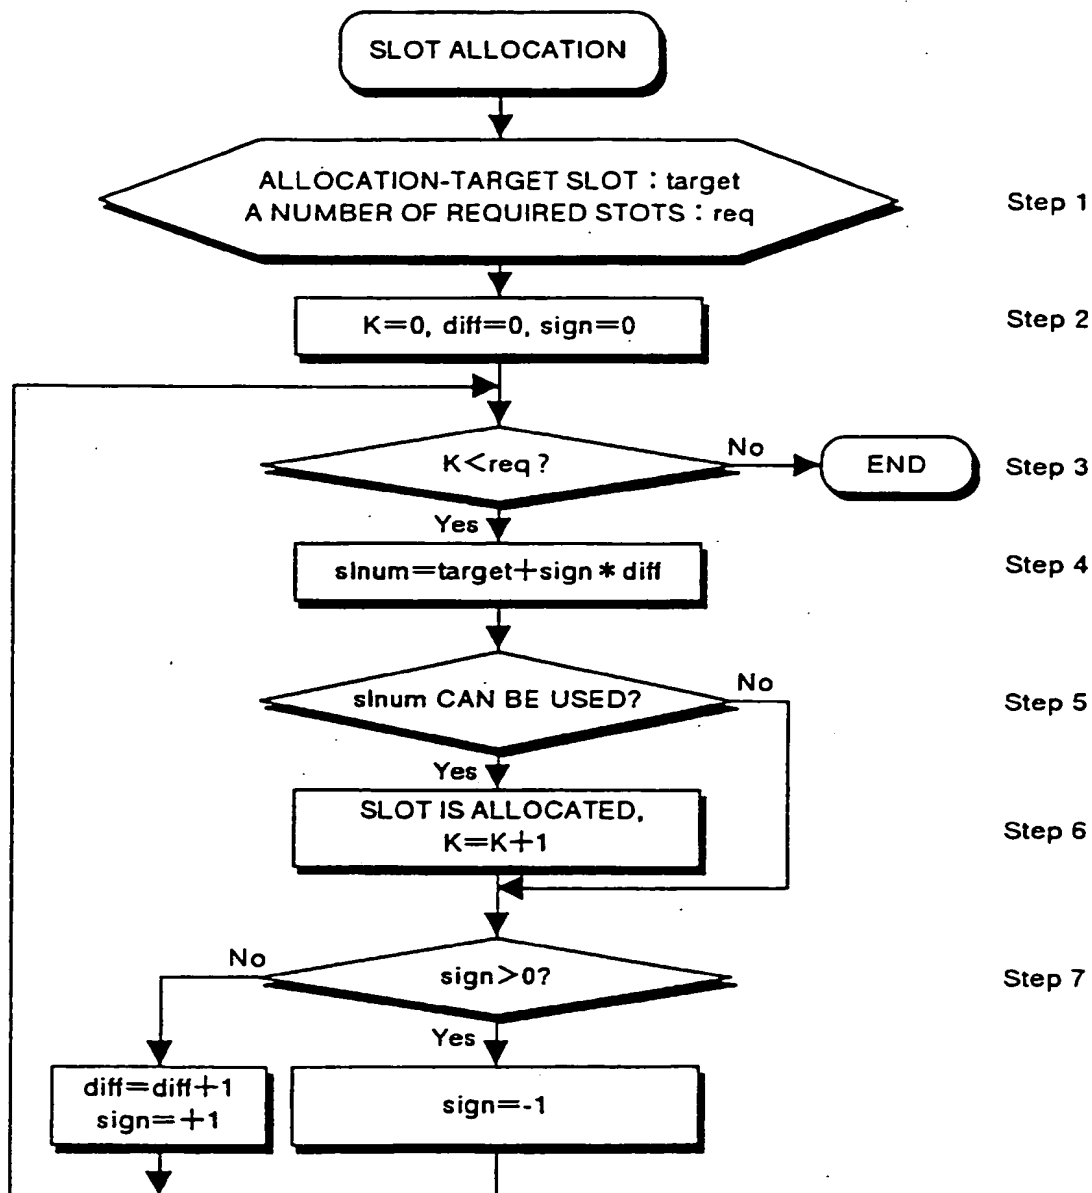 SLOT ALLOCATION
ALLOCATION-TARGET SLOT : target
A NUMBER OF REQUIRED STOTS : req
Step 1
K=0, diff=0, sign=0
Step 2
K<req ?
No
END
Step 3
Yes
slnum=target+sign * diff
Step 4
slnum CAN BE USED?
No
Step 5
Yes
SLOT IS ALLOCATED,
K=K+1
Step 6
No
sign>0?
Step 7
Yes
diff=diff+1
sign=+1
sign=-1